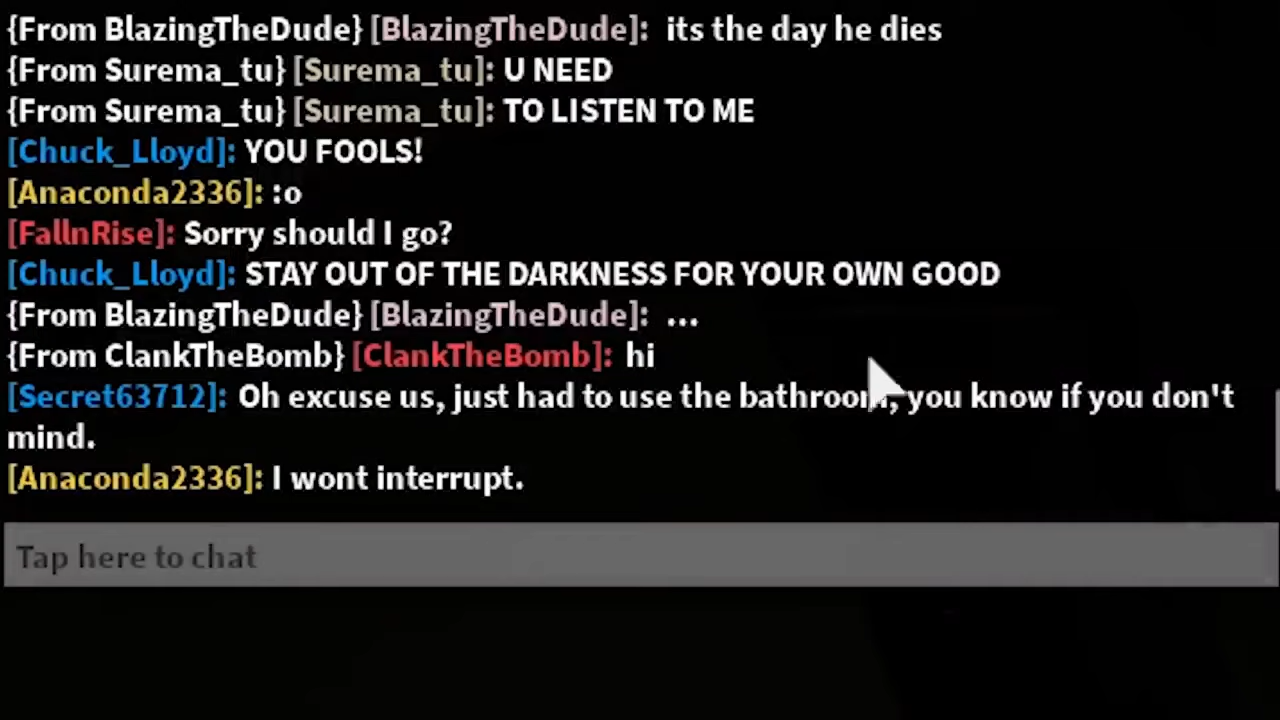 {From BlazingTheDude} [BlazingTheDude]: its the day he dies
{From Surema_tu} [Surema_tu]: U NEED
{From Surema_tu} [Surema_tu]: TO LISTEN TO ME
[Chuck_Lloyd]: YOU FOOLS!
[Anaconda2336]: :o
[FallnRise]: Sorry should I go?
[Chuck_Lloyd]: STAY OUT OF THE DARKNESS FOR YOUR OWN GOOD
{From BlazingTheDude} [BlazingTheDude]: ...
{From ClankTheBomb} [ClankTheBomb]: hi
[Secret63712]: Oh excuse us, just had to use the bathroom, you know if you don't
mind.
[Anaconda2336]: I wont interrupt.
Tap here to chat